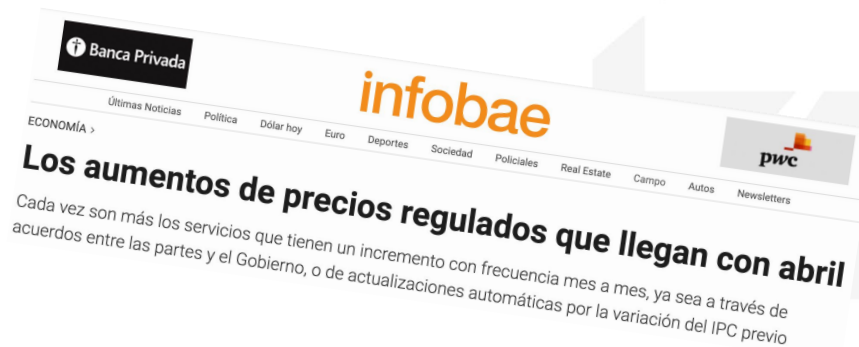 Banca Privada
infobae
pwc
Últimas Noticias Política Dólar hoy Euro Deportes Sociedad Policiales Real Estate Campo Autos Newsletters
ECONOMÍA >
Los aumentos de precios regulados que llegan con abril
Cada vez son más los servicios que tienen un incremento con frecuencia mes a mes, ya sea a través de
acuerdos entre las partes y el Gobierno, o de actualizaciones automáticas por la variación del IPC previo